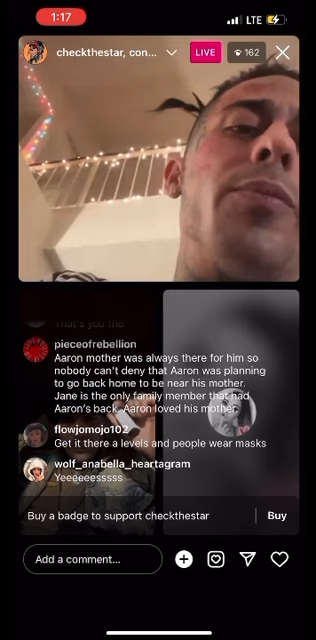 1:17
LTE
checkthestar, con...
LIVE
162
That's you tho
pieceofrebellion
Aaron mother was always there for him so
nobody can't deny that Aaron was planning
to go back home to be near his mother.
Jane is the only family member that had
Aaron's back. Aaron loved his mother.
flowjomojo102
Get it there a levels and people wear masks
wolf_anabella_heartagram
Yeeeeeesssss
Buy a badge to support checkthestar
Buy
Add a comment...